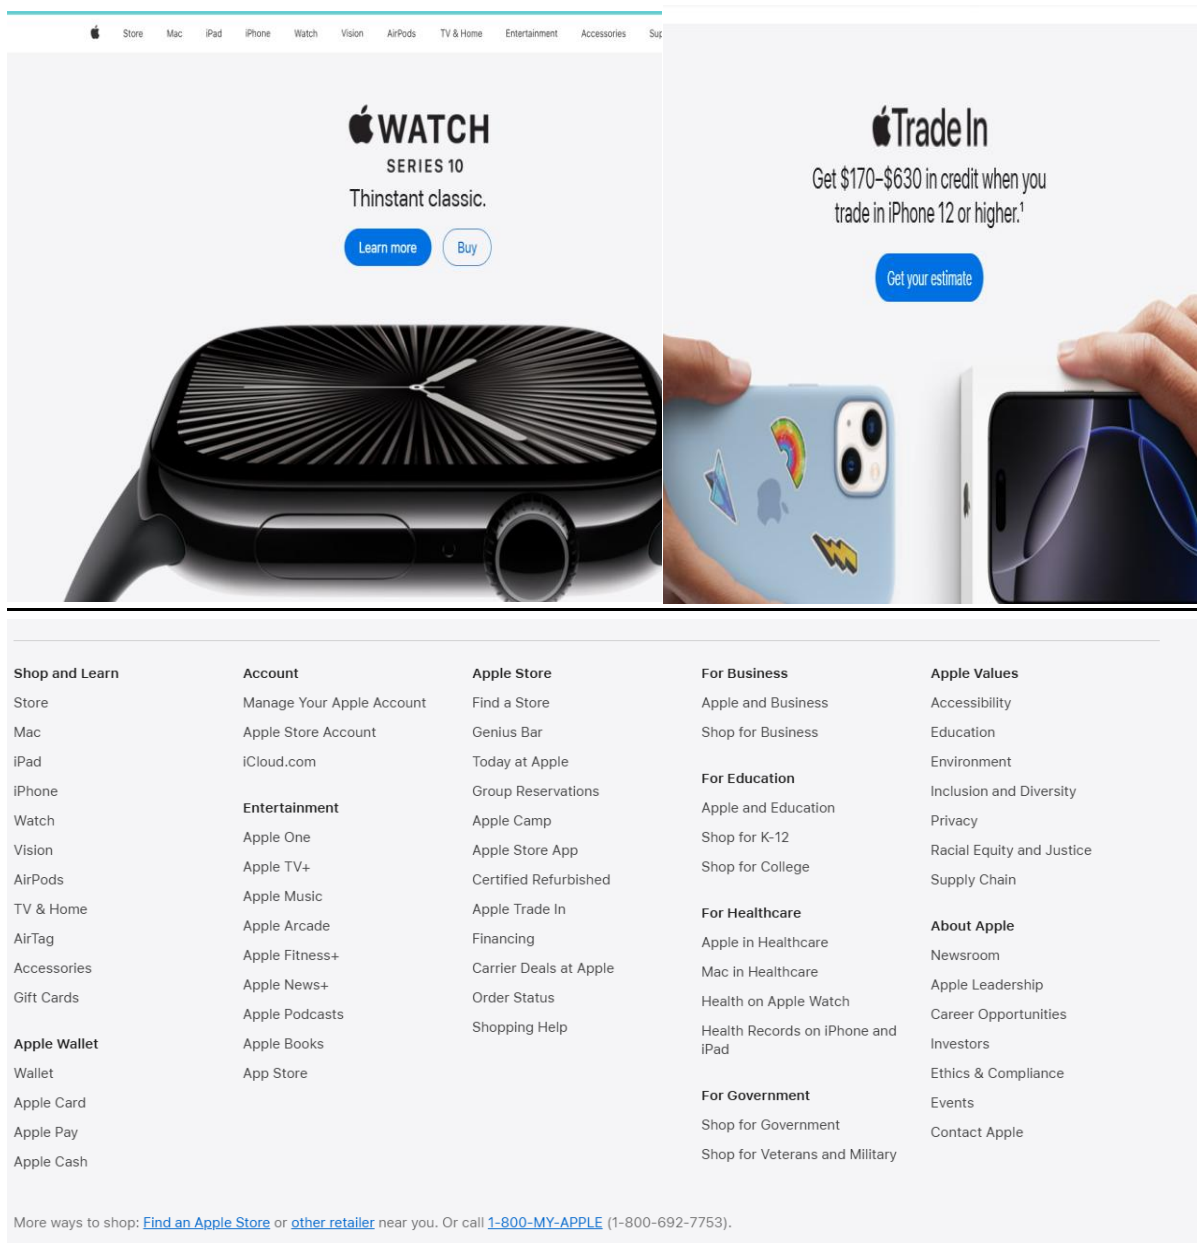 Store Mac iPad iPhone Watch Vision AirPods TV & Home Entertainment Accessories Sup
WATCH
SERIES 10
Thinstant classic.
Learn more Buy
Trade In
Get $170–$630 in credit when you
trade in iPhone 12 or higher.¹
Get your estimate
Shop and Learn
Store
Mac
iPad
iPhone
Watch
Vision
AirPods
TV & Home
AirTag
Accessories
Gift Cards
Apple Wallet
Wallet
Apple Card
Apple Pay
Apple Cash
Account
Manage Your Apple Account
Apple Store Account
iCloud.com
Entertainment
Apple One
Apple TV+
Apple Music
Apple Arcade
Apple Fitness+
Apple News+
Apple Podcasts
Apple Books
App Store
Apple Store
Find a Store
Genius Bar
Today at Apple
Group Reservations
Apple Camp
Apple Store App
Certified Refurbished
Apple Trade In
Financing
Carrier Deals at Apple
Order Status
Shopping Help
For Business
Apple and Business
Shop for Business
For Education
Apple and Education
Shop for K-12
Shop for College
For Healthcare
Apple in Healthcare
Mac in Healthcare
Health on Apple Watch
Health Records on iPhone and
iPad
For Government
Shop for Government
Shop for Veterans and Military
Apple Values
Accessibility
Education
Environment
Inclusion and Diversity
Privacy
Racial Equity and Justice
Supply Chain
About Apple
Newsroom
Apple Leadership
Career Opportunities
Investors
Ethics & Compliance
Events
Contact Apple
More ways to shop: Find an Apple Store or other retailer near you. Or call 1-800-MY-APPLE (1-800-692-7753).